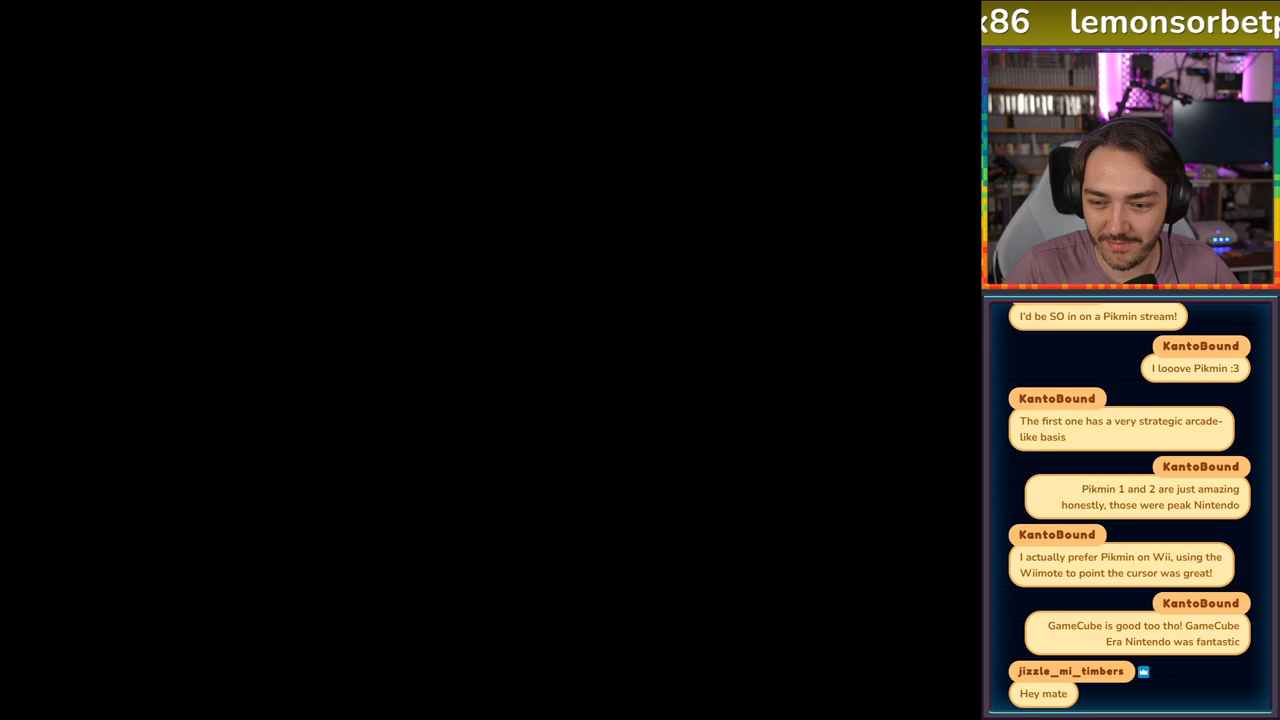 x86 lemonsorbetp
I'd be SO in on a Pikmin stream!
KantoBound
I looove Pikmin :3
KantoBound
The first one has a very strategic arcade-
like basis
KantoBound
Pikmin 1 and 2 are just amazing
honestly, those were peak Nintendo
KantoBound
I actually prefer Pikmin on Wii, using the
Wiimote to point the cursor was great!
KantoBound
GameCube is good too tho! GameCube
Era Nintendo was fantastic
jizzle_mi_timbers
Hey mate